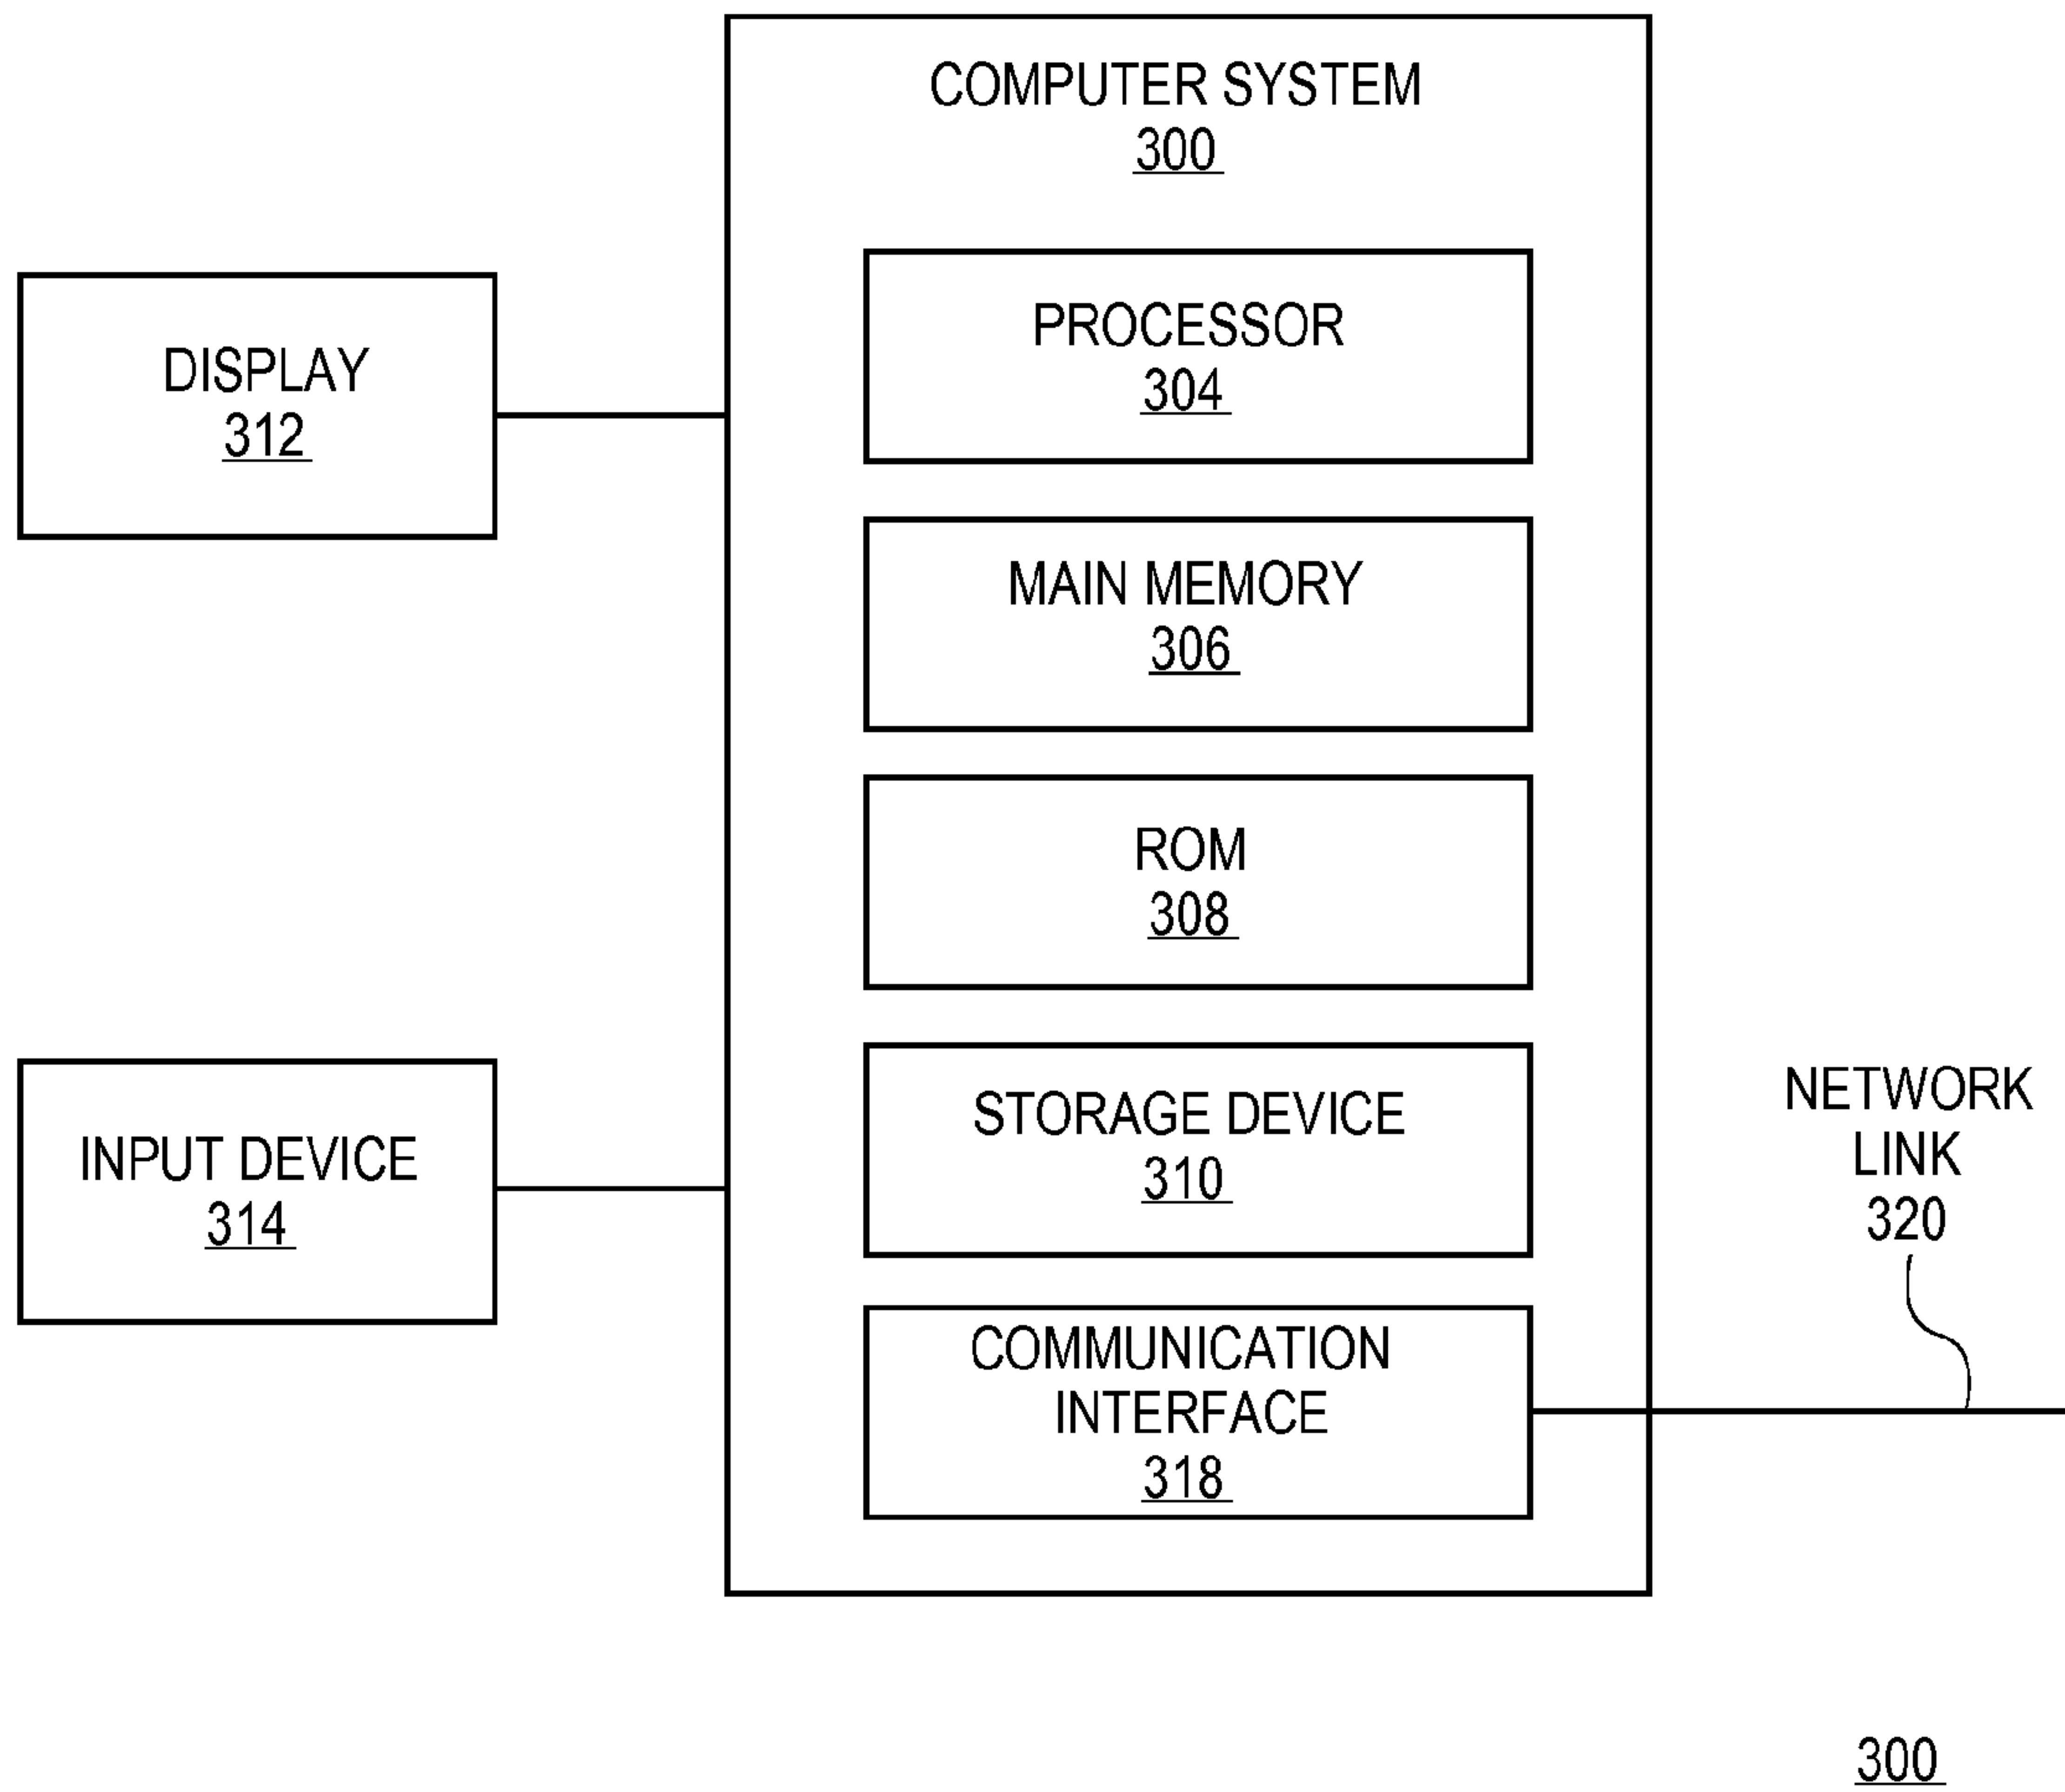 COMPUTER SYSTEM
300
PROCESSOR
304
DISPLAY
312
MAIN MEMORY
306
ROM
308
STORAGE DEVICE
310
INPUT DEVICE
314
COMMUNICATION
INTERFACE
318
NETWORK
LINK
320
300